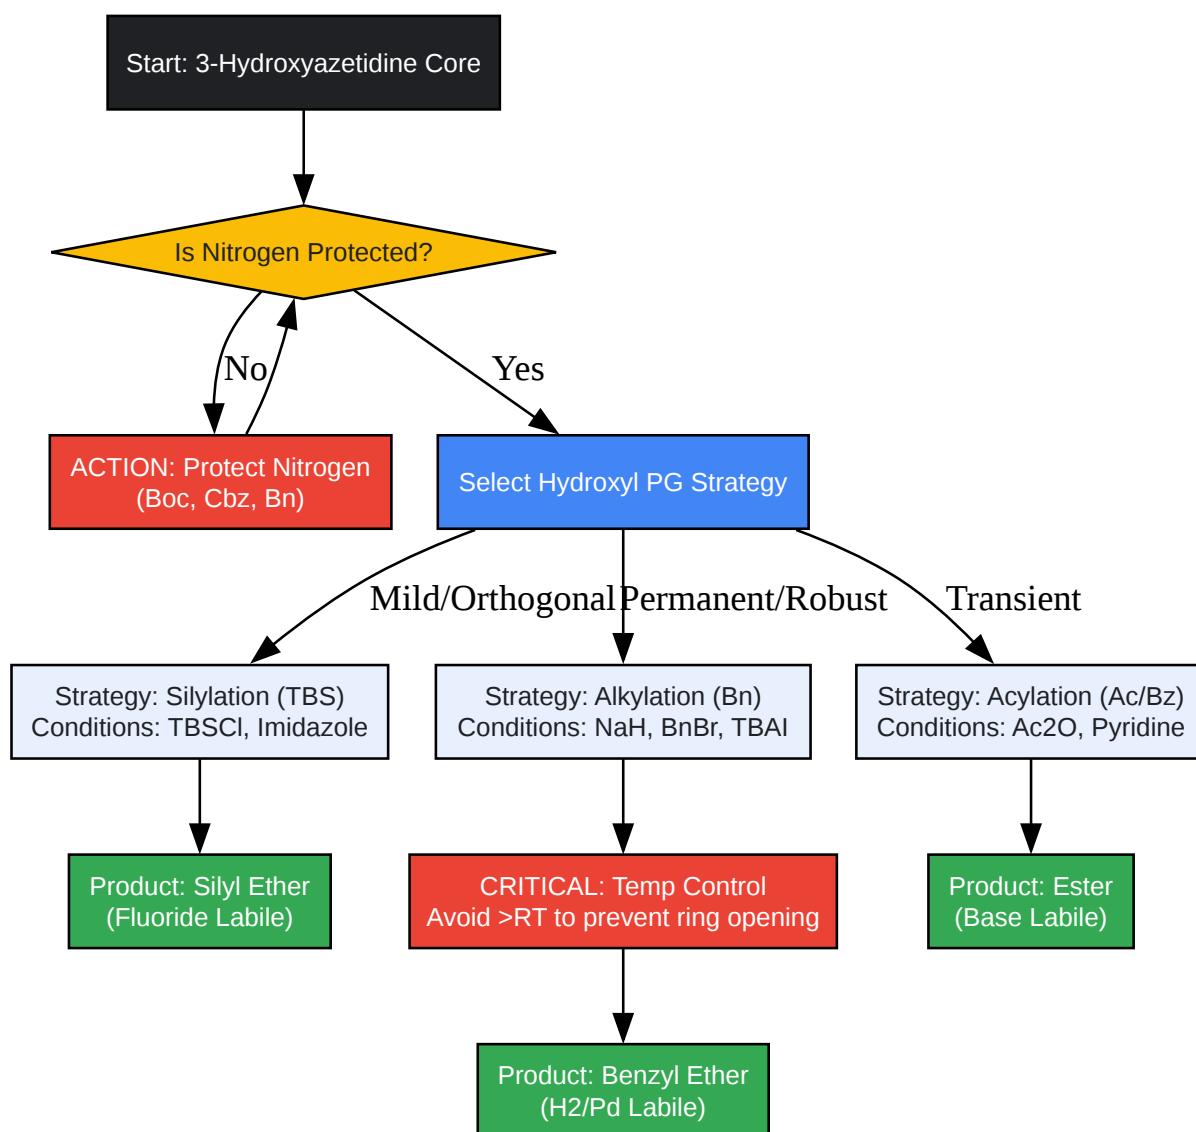 Start: 3-Hydroxyazetidine Core
Is Nitrogen Protected?
No
Yes
ACTION: Protect Nitrogen
(Boc, Cbz, Bn)
Select Hydroxyl PG Strategy
Mild/Orthogonal
Permanent/Robust
Transient
Strategy: Silylation (TBS)
Conditions: TBSCl, Imidazole
Strategy: Alkylation (Bn)
Conditions: NaH, BnBr, TBAI
Strategy: Acylation (Ac/Bz)
Conditions: Ac2O, Pyridine
Product: Silyl Ether
(Fluoride Labile)
CRITICAL: Temp Control
Avoid >RT to prevent ring opening
Product: Ester
(Base Labile)
Product: Benzyl Ether
(H2/Pd Labile)